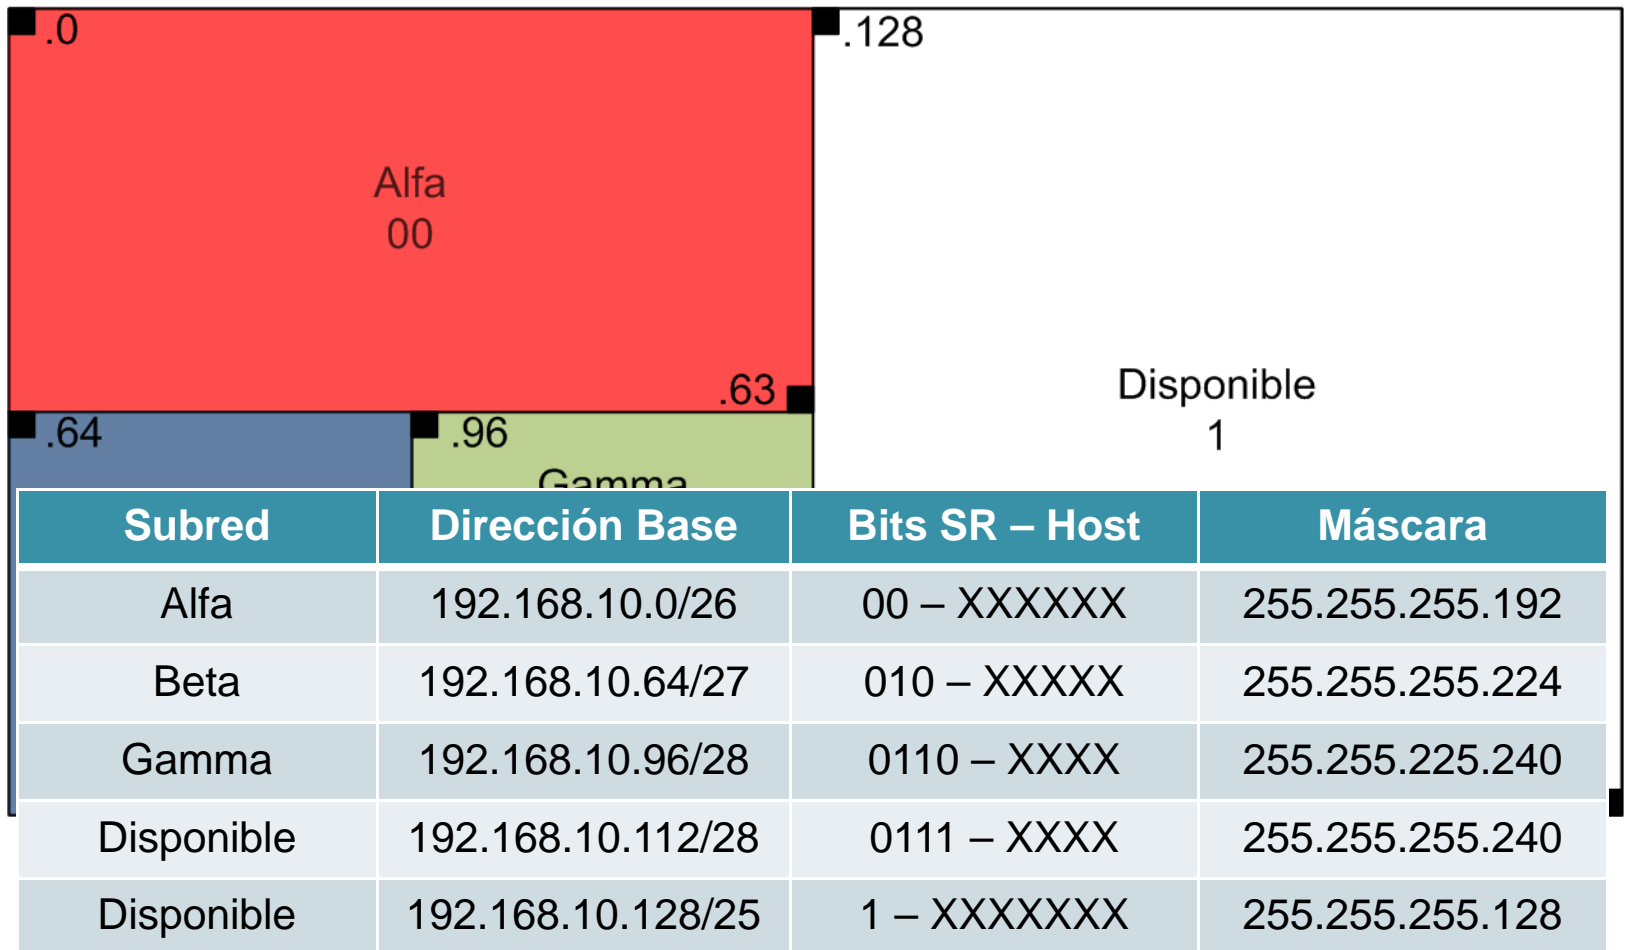 .0
.128
Alfa
00
.63
Disponible
1
.64
.96
Gamma
Subred Dirección Base Bits SR – Host Máscara
Alfa 192.168.10.0/26 00 – XXXXXX 255.255.255.192
Beta 192.168.10.64/27 010 – XXXXX 255.255.255.224
Gamma 192.168.10.96/28 0110 – XXXX 255.255.225.240
Disponible 192.168.10.112/28 0111 – XXXX 255.255.255.240
Disponible 192.168.10.128/25 1 – XXXXXXX 255.255.255.128